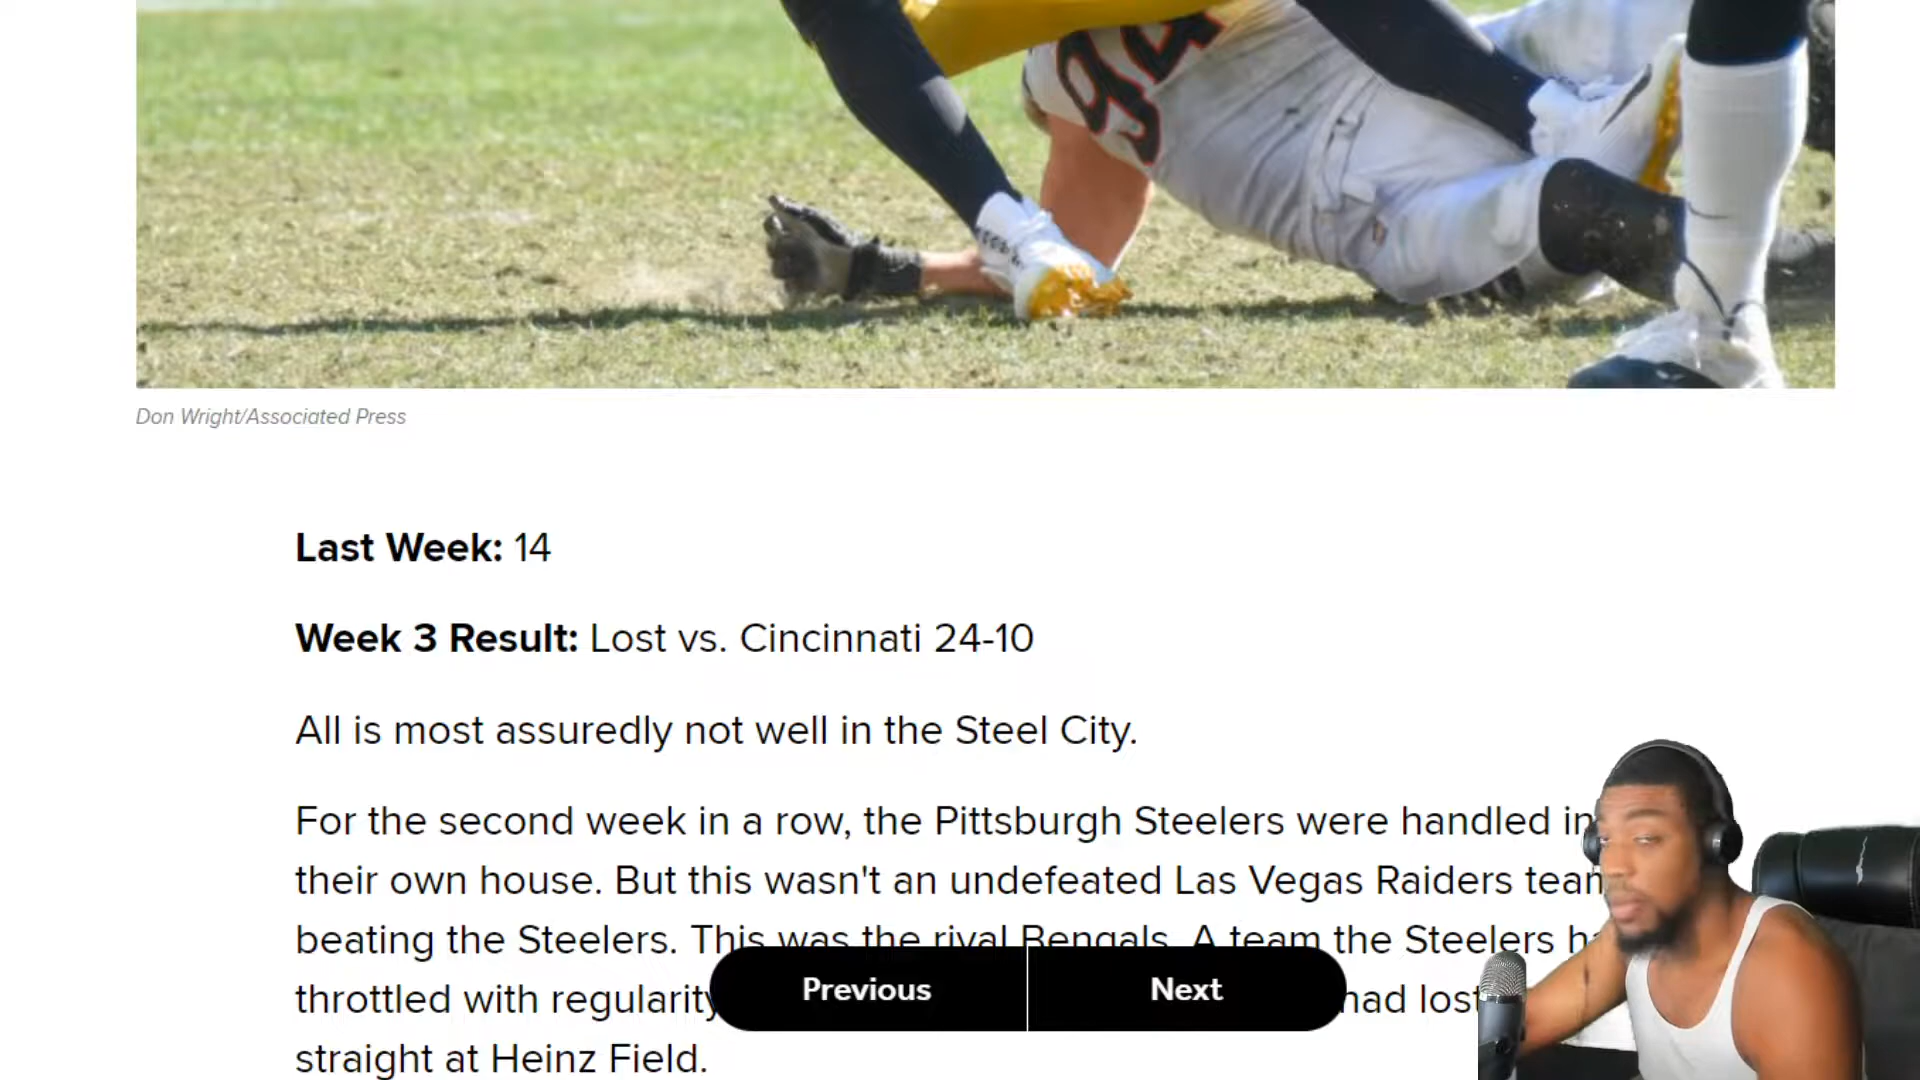 94
Don Wright/Associated Press
Last Week: 14
Week 3 Result: Lost vs. Cincinnati 24-10
All is most assuredly not well in the Steel City.
For the second week in a row, the Pittsburgh Steelers were handled in
their own house. But this wasn't an undefeated Las Vegas Raiders team
beating the Steelers. This was the rival Bengals. A team the Steelers
throttled with regularity had lost
straight at Heinz Field.
Previous
Next